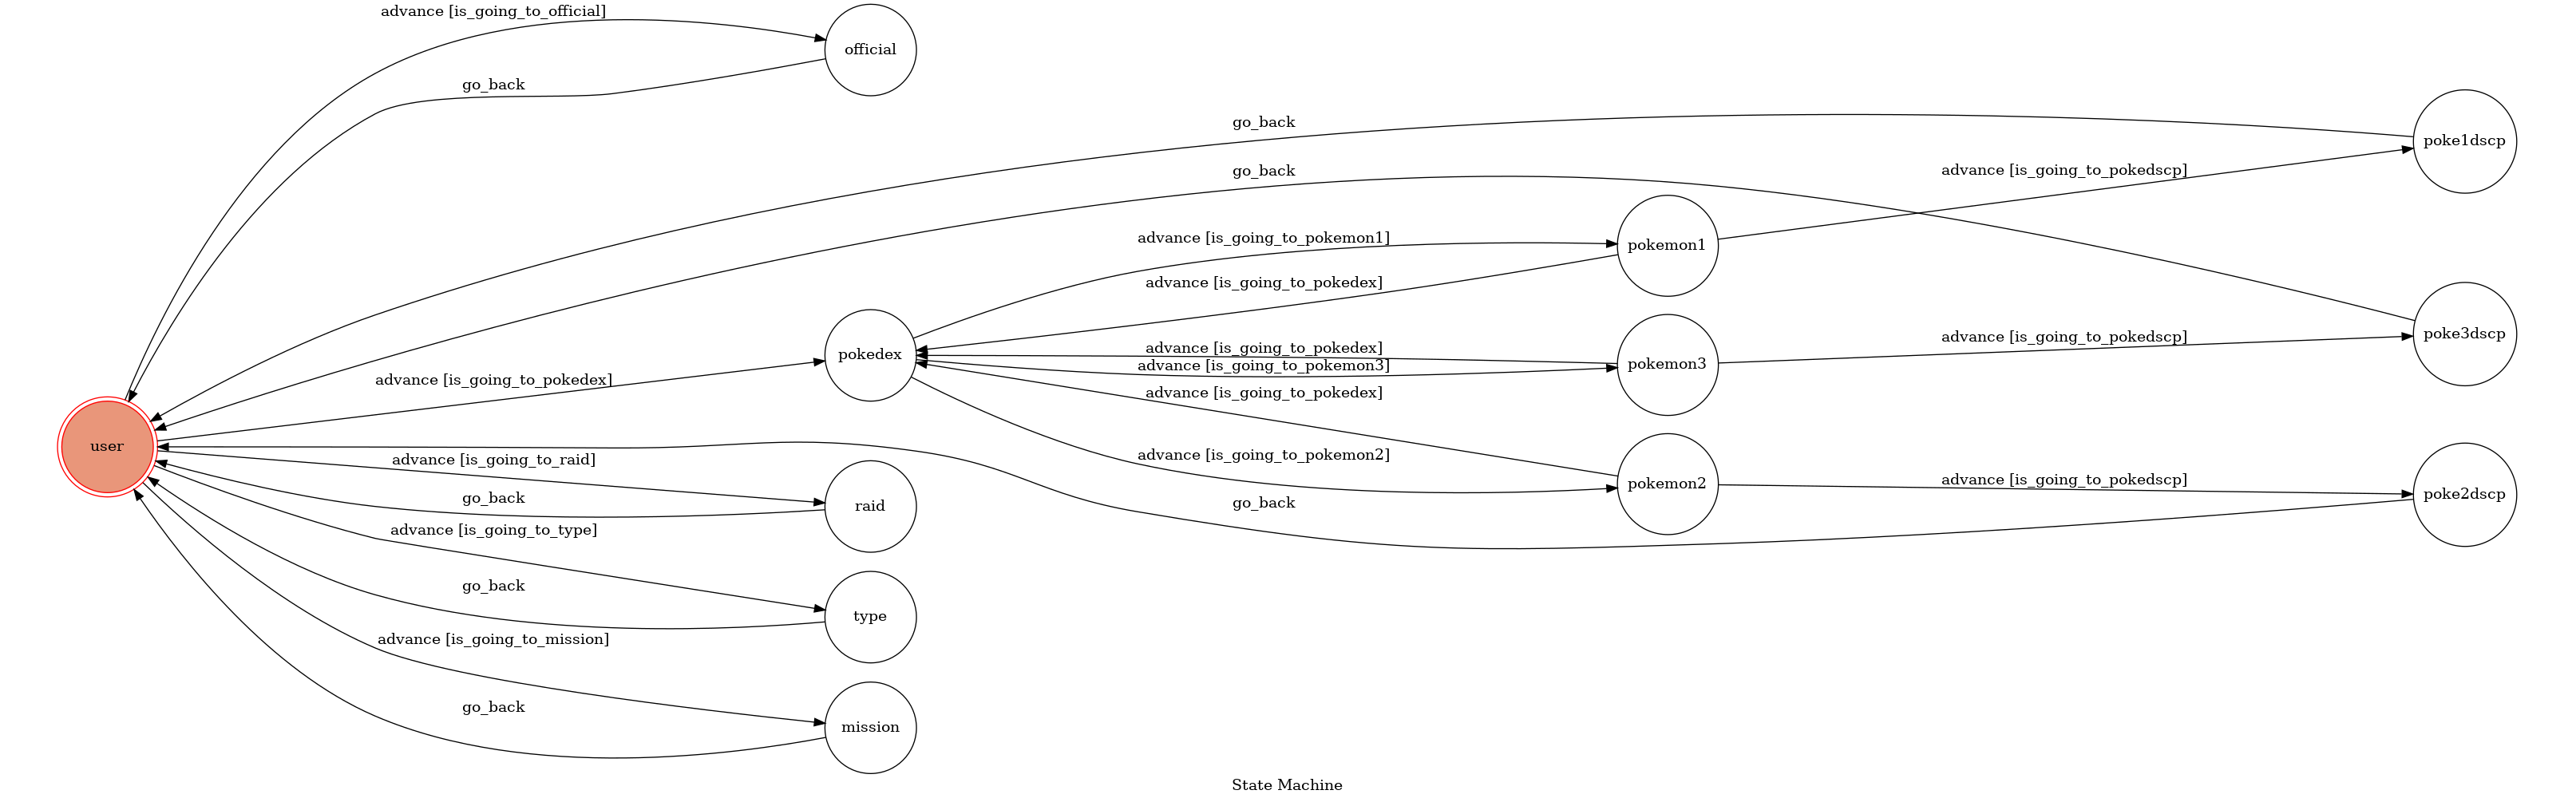 advance [is_going_to_official]
official
go_back
go_back
poke1dscp
go_back
advance [is_going_to_pokedscp]
advance [is_going_to_pokemon1]
pokemon1
advance [is_going_to_pokedex]
poke3dscp
advance [is_going_to_pokedscp]
advance [is_going_to_pokedex]
pokedex
advance [is_going_to_pokemon3]
pokemon3
advance [is_going_to_pokedex]
advance [is_going_to_pokedex]
user
advance [is_going_to_pokemon2]
advance [is_going_to_raid]
pokemon2
advance [is_going_to_pokedscp]
poke2dscp
go_back
go_back
raid
advance [is_going_to_type]
go_back
type
advance [is_going_to_mission]
go_back
mission
State Machine